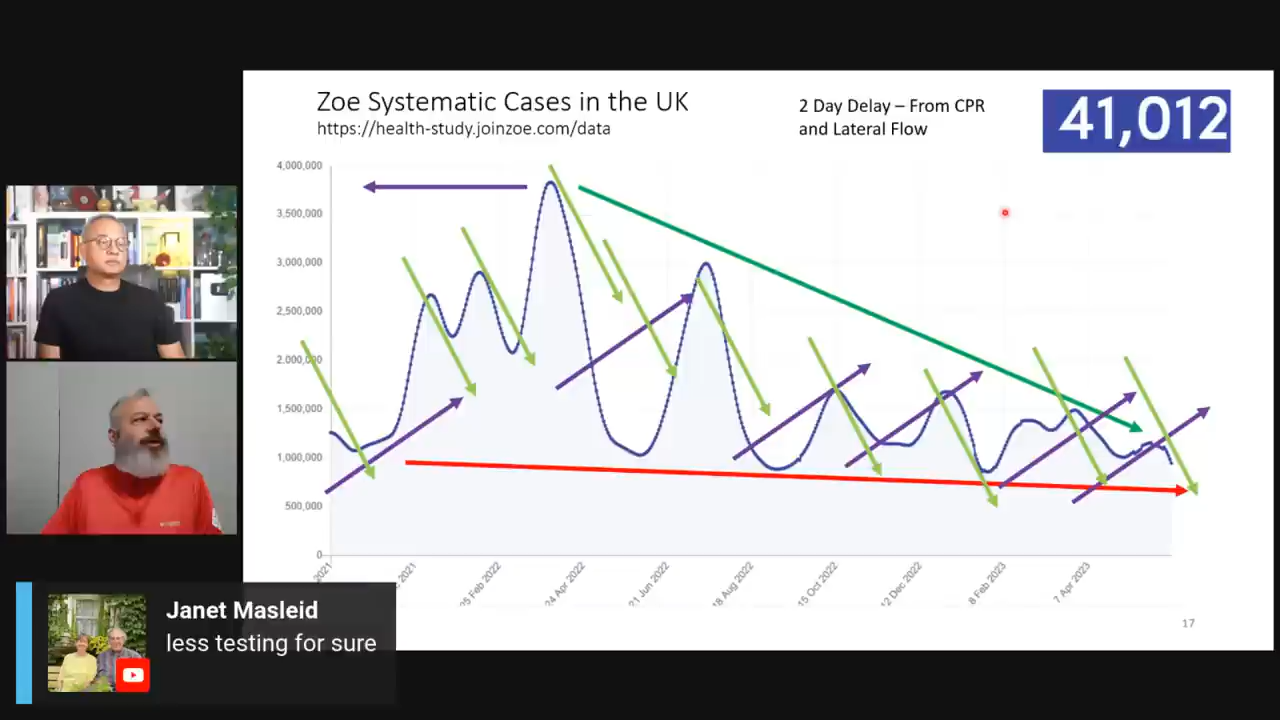 Zoe Systematic Cases in the UK
https://health-study.joinzoe.com/data
2 Day Delay – From CPR
and Lateral Flow
41,012
4,000,000
3,500,000
3,000,000
2,500,000
2,000,000
1,500,000
1,000,000
500,000
0
2021
2021
25 Feb 2022
24 Apr 2022
21 Jun 2022
18 Aug 2022
15 Oct 2022
12 Dec 2022
8 Feb 2023
7 Apr 2023
17
Janet Masleid
less testing for sure